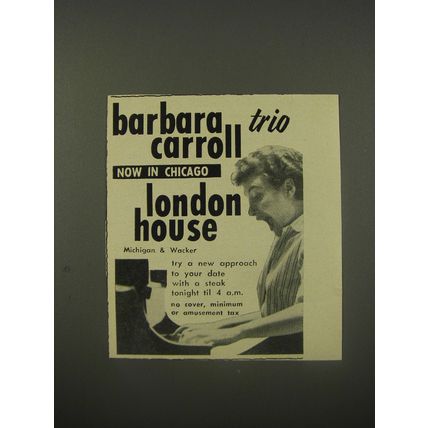 barbara trio
carroll
NOW IN CHICAGO
london
house
Michigan & Wacker
try a new approach
to your date
with a steak
tonight til 4 a.m.
no cover, minimum
or amusement tax